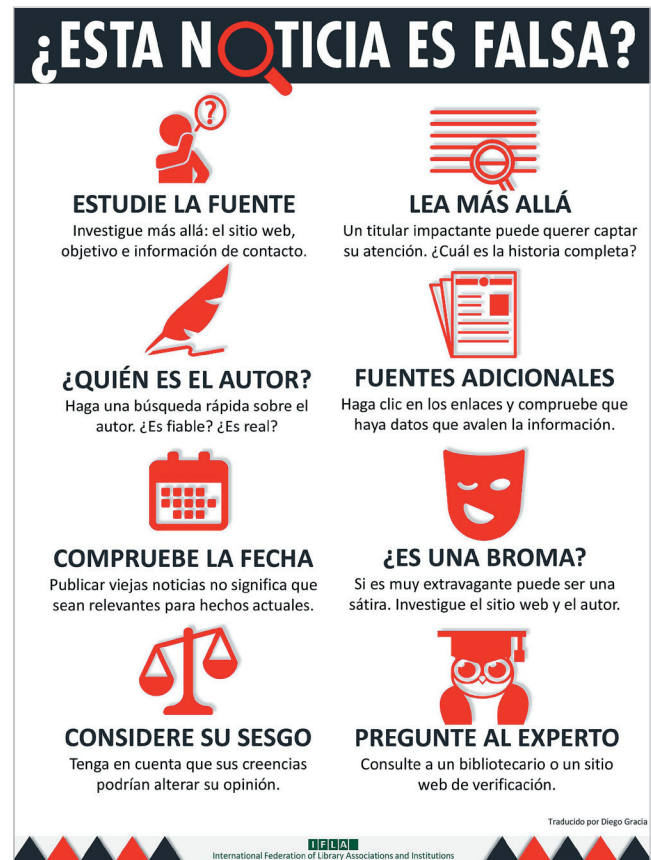 ¿ESTA NOTICIA ES FALSA?
?
ESTUDIE LA FUENTE
Investigue más allá: el sitio web,
objetivo e información de contacto.
LEA MÁS ALLÁ
Un titular impactante puede querer captar
su atención. ¿Cuál es la historia completa?
¿QUIÉN ES EL AUTOR?
Haga una búsqueda rápida sobre el
autor. ¿Es fiable? ¿Es real?
FUENTES ADICIONALES
Haga clic en los enlaces y compruebe que
haya datos que avalen la información.
COMPRUEBE LA FECHA
Publicar viejas noticias no significa que
sean relevantes para hechos actuales.
¿ES UNA BROMA?
Si es muy extravagante puede ser una
sátira. Investigue el sitio web y el autor.
CONSIDERE SU SESGO
Tenga en cuenta que sus creencias
podrían alterar su opinión.
PREGUNTE AL EXPERTO
Consulte a un bibliotecario o un sitio
web de verificación.
Traducido por Diego Gracia
IFLA
International Federation of Library Associations and Institutions